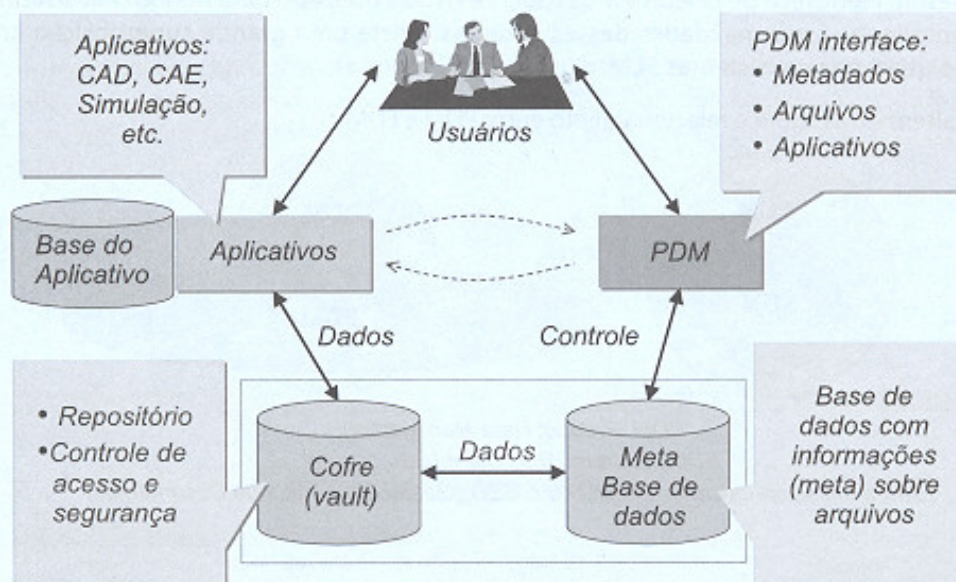 Aplicativos:
CAD, CAE,
Simulação,
etc.
Usuários
PDM interface:
• Metadados
• Arquivos
• Aplicativos
Base do
Aplicativo
Aplicativos
PDM
Dados
Controle
• Repositório
• Controle de
acesso e
segurança
Cofre
(vault)
Dados
Meta
Base de
dados
Base de
dados com
informações
(meta) sobre
arquivos